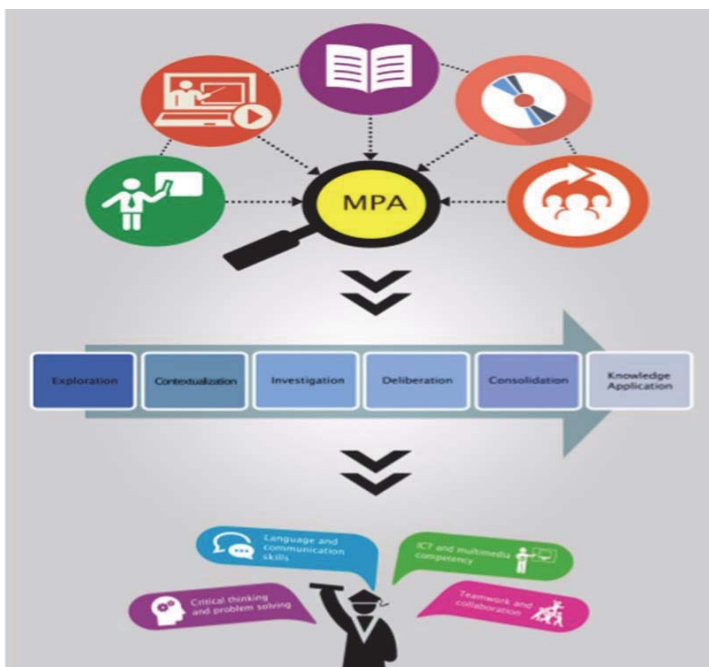 MPA
Exploration
Contextualization
Investigation
Deliberation
Consolidation
Knowledge
Application
Language and
communication
skills
ICT and multimedu
competency
Critical thinking
and problem solving
Teamwork and
collaboration